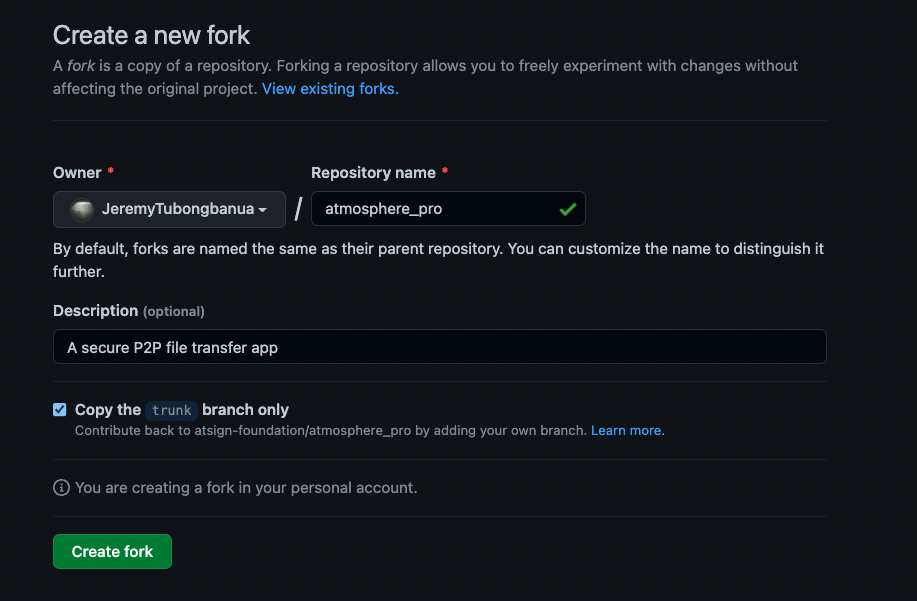 Create a new fork
A fork is a copy of a repository. Forking a repository allows you to freely experiment with changes without
affecting the original project. View existing forks.
Owner * Repository name *
JeremyTubongbanua / atmosphere_pro
By default, forks are named the same as their parent repository. You can customize the name to distinguish it
further.
Description (optional)
A secure P2P file transfer app
Copy the trunk branch only
Contribute back to atsign-foundation/atmosphere_pro by adding your own branch. Learn more.
You are creating a fork in your personal account.
Create fork